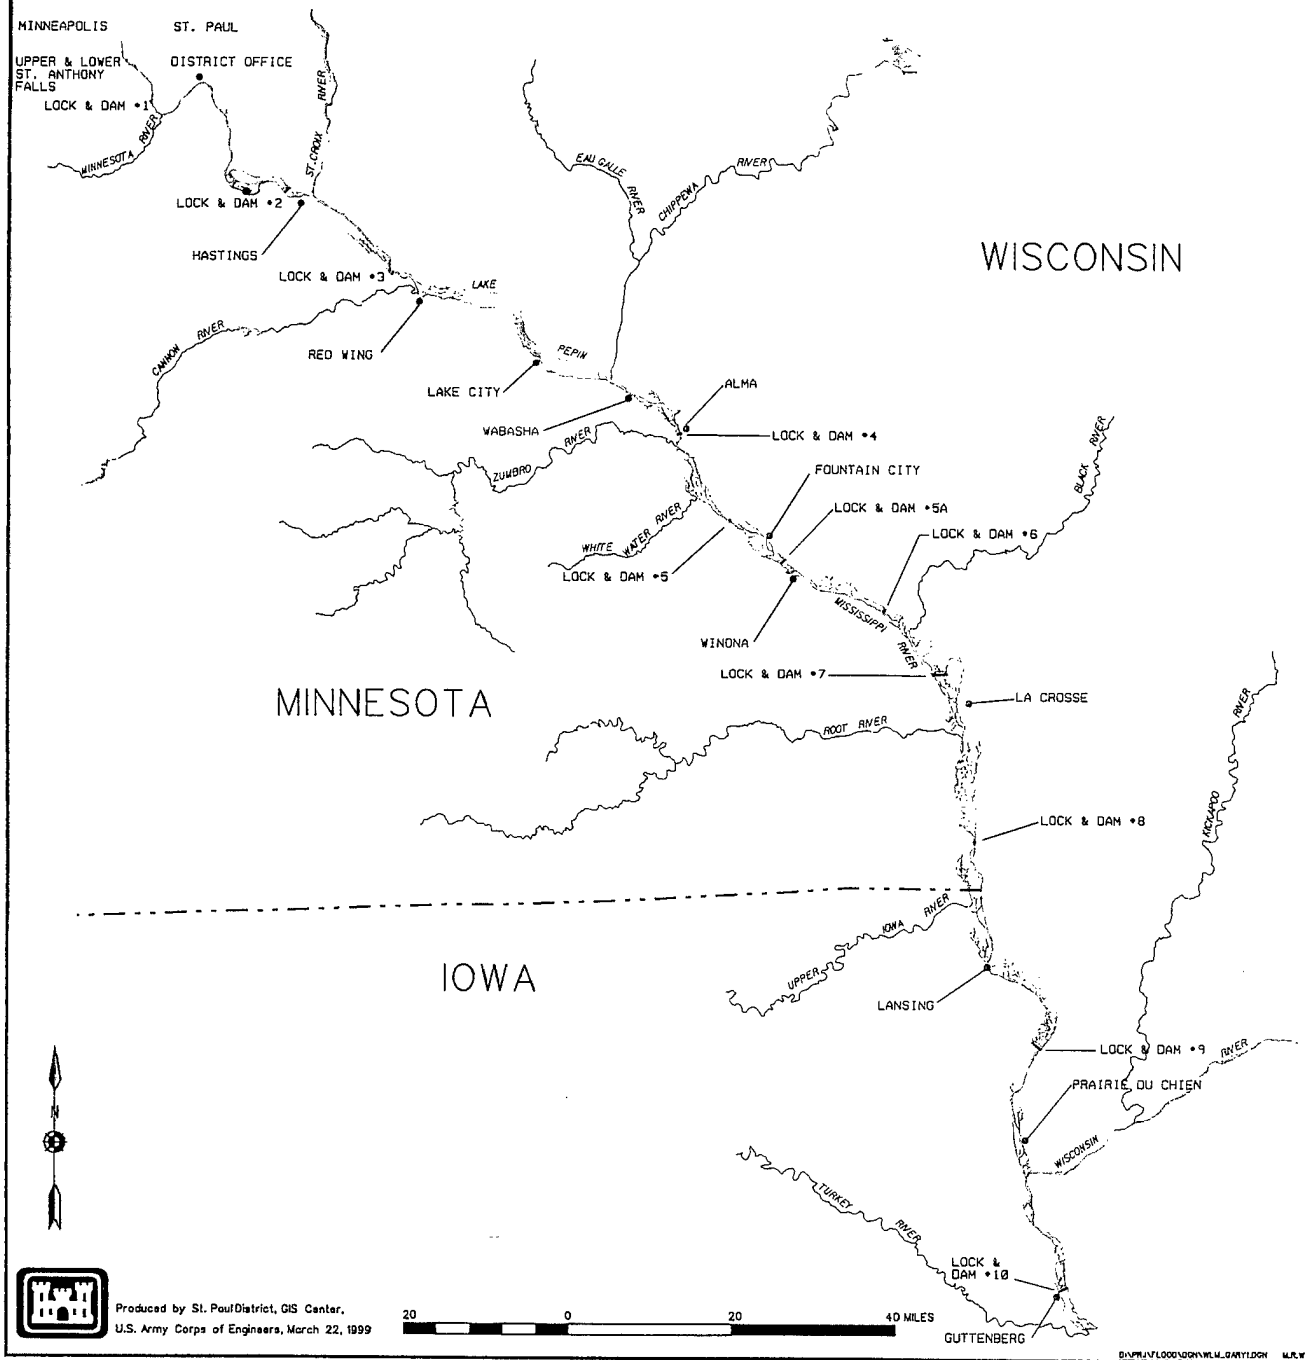 MINNEAPOLIS
ST. PAUL
UPPER & LOWER
ST. ANTHONY
FALLS
DISTRICT OFFICE
LOCK & DAM •1
MINNESOTA RIVER
ST.CROIX RIVER
LOCK & DAM •2
HASTINGS
LOCK & DAM •3
EAU GALLE RIVER
CHIPPEWA RIVER
WISCONSIN
CANNON RIVER
RED WING
LAKE PEPIN
LAKE CITY
WABASHA
ALMA
LOCK & DAM •4
ZUMBRO RIVER
FOUNTAIN CITY
LOCK & DAM •5A
BLACK RIVER
WHITE WATER RIVER
LOCK & DAM •5
LOCK & DAM •6
MISSISSIPPI RIVER
WINONA
LOCK & DAM •7
MINNESOTA
LA CROSSE
ROOT RIVER
KICKAPOO RIVER
LOCK & DAM •8
IOWA
UPPER IOWA RIVER
LANSING
LOCK & DAM •9
PRAIRIE DU CHIEN
WISCONSIN RIVER
N
TURKEY RIVER
LOCK &
DAM •10
GUTTENBERG
Produced by St. Paul District, GIS Center,
U.S. Army Corps of Engineers, March 22, 1999
20 0 20 40 MILES